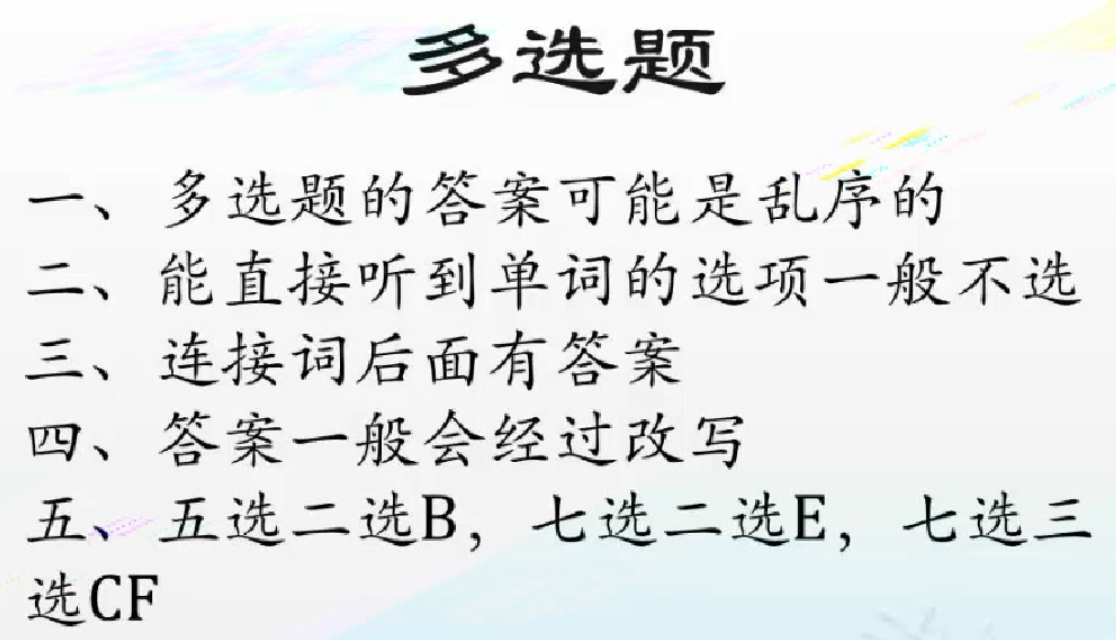 多选题
一、多选题的答案可能是乱序的
二、能直接听到单词的选项一般不选
三、连接词后面有答案
四、答案一般会经过改写
五、五选二选B，七选二选E，七选三
选CF